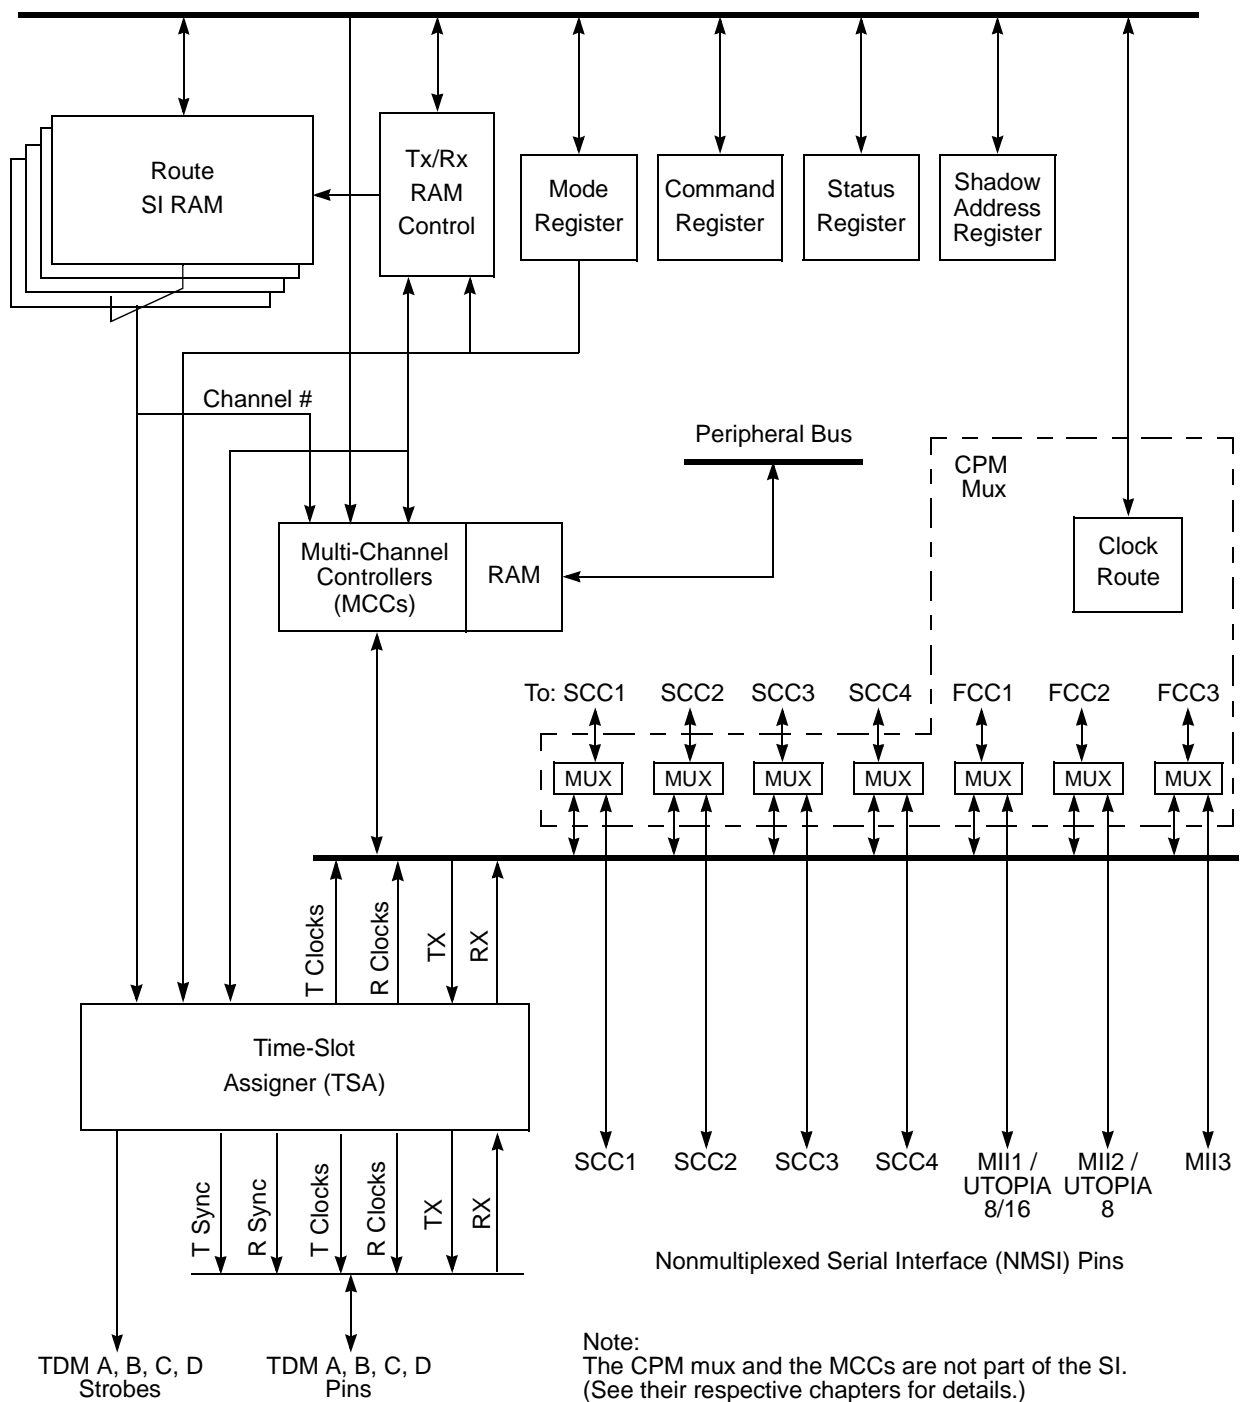 Route
SI RAM
Tx/Rx
RAM
Control
Mode
Register
Command
Register
Status
Register
Shadow
Address
Register
Channel #
Peripheral Bus
CPM
Mux
Clock
Route
Multi-Channel
Controllers
(MCCs)
RAM
To: SCC1 SCC2 SCC3 SCC4 FCC1 FCC2 FCC3
MUX MUX MUX MUX MUX MUX MUX
T Clocks
R Clocks
TX
RX
Time-Slot
Assigner (TSA)
T Sync
R Sync
T Clocks
R Clocks
TX
RX
SCC1
SCC2
SCC3
SCC4
MII1 /
UTOPIA
8/16
MII2 /
UTOPIA
8
MII3
Nonmultiplexed Serial Interface (NMSI) Pins
TDM A, B, C, D
Strobes
TDM A, B, C, D
Pins
Note:
The CPM mux and the MCCs are not part of the SI.
(See their respective chapters for details.)